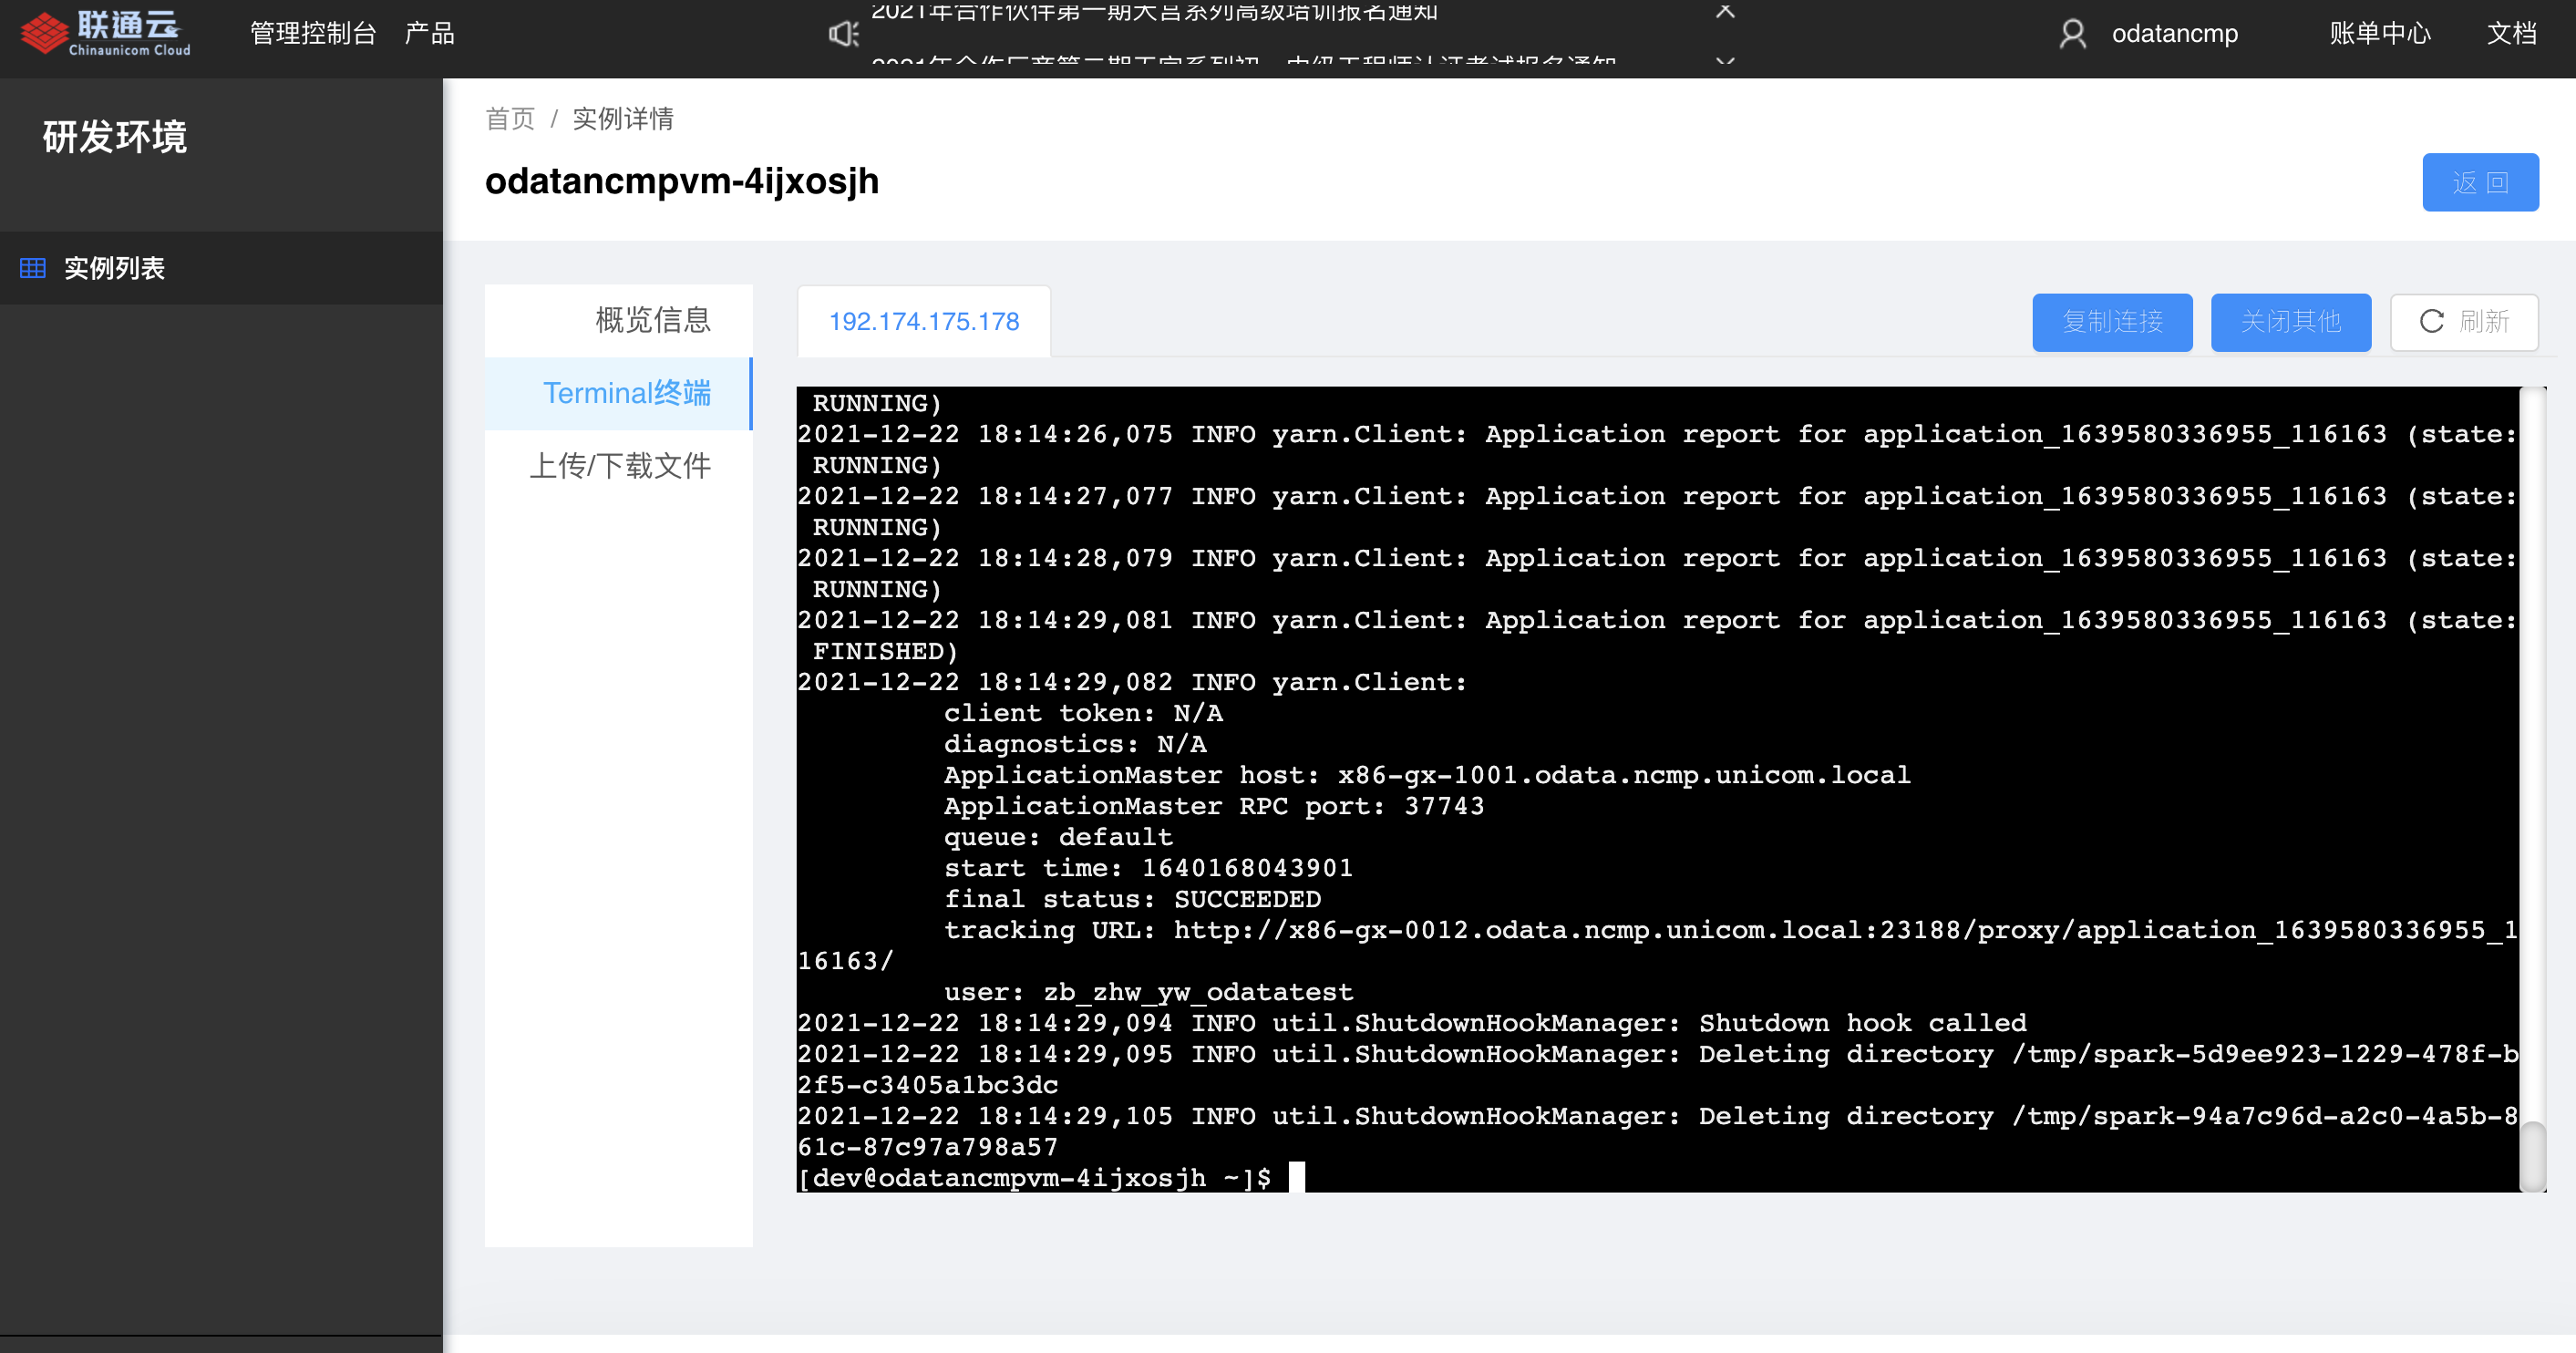 联通云
Chinaunicom Cloud
管理控制台 产品
2021年合作伙伴第一期天宫系列高级培训报名通知
odatancmp
账单中心 文档
研发环境
实例列表
首页 / 实例详情
odatancmpvm-4ijxosjh
返 回
概览信息
Terminal终端
上传/下载文件
192.174.175.178
复制连接
关闭其他
刷新
RUNNING)
2021-12-22 18:14:26,075 INFO yarn.Client: Application report for application_1639580336955_116163 (state:
RUNNING)
2021-12-22 18:14:27,077 INFO yarn.Client: Application report for application_1639580336955_116163 (state:
RUNNING)
2021-12-22 18:14:28,079 INFO yarn.Client: Application report for application_1639580336955_116163 (state:
RUNNING)
2021-12-22 18:14:29,081 INFO yarn.Client: Application report for application_1639580336955_116163 (state:
FINISHED)
2021-12-22 18:14:29,082 INFO yarn.Client:
client token: N/A
diagnostics: N/A
ApplicationMaster host: x86-gx-1001.odata.ncmp.unicom.local
ApplicationMaster RPC port: 37743
queue: default
start time: 1640168043901
final status: SUCCEEDED
tracking URL: http://x86-gx-0012.odata.ncmp.unicom.local:23188/proxy/application_1639580336955_1
16163/
user: zb_zhw_yw_odatatest
2021-12-22 18:14:29,094 INFO util.ShutdownHookManager: Shutdown hook called
2021-12-22 18:14:29,095 INFO util.ShutdownHookManager: Deleting directory /tmp/spark-5d9ee923-1229-478f-b
2f5-c3405a1bc3dc
2021-12-22 18:14:29,105 INFO util.ShutdownHookManager: Deleting directory /tmp/spark-94a7c96d-a2c0-4a5b-8
61c-87c97a798a57
[dev@odatancmpvm-4ijxosjh ~]$